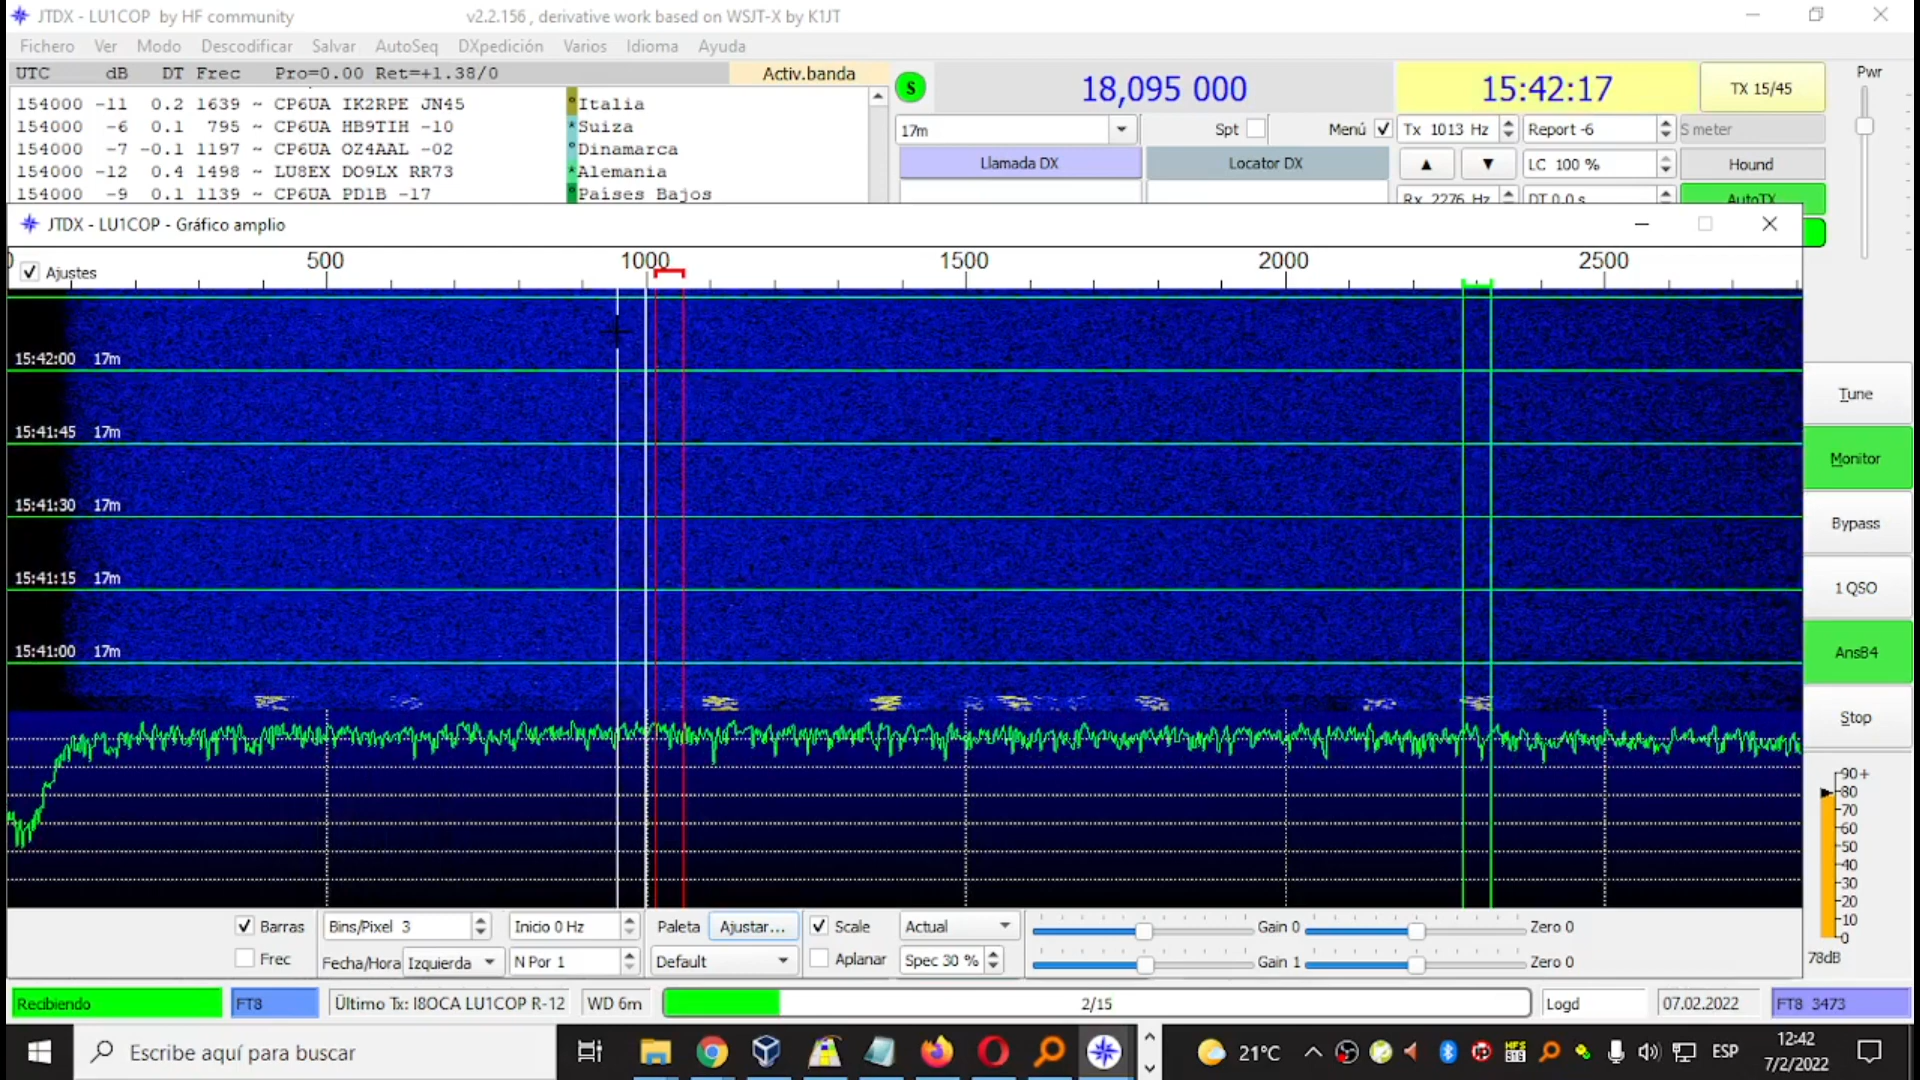 JTDX - LU1COP by HF community v2.2.156 , derivative work based on WSJT-X by K1JT
Fichero Ver Modo Descodificar Salvar AutoSeq DXpedición Varios Idioma Ayuda
UTC dB DT Frec Pro=0.00 Ret=+1.38/0 Activ.banda
154000 -11 0.2 1639 ~ CP6UA IK2RPE JN45 °Italia
154000 -6 0.1 795 ~ CP6UA HB9TIH -10 *Suiza
154000 -7 -0.1 1197 ~ CP6UA OZ4AAL -02 °Dinamarca
154000 -12 0.4 1498 ~ LU8EX DO9LX RR73 *Alemania
154000 -9 0.1 1139 ~ CP6UA PD1B -17 °Países Bajos
S 18,095 000 15:42:17 TX 15/45 Pwr
17m Spt Menú Tx 1013 Hz Report -6 S meter
Llamada DX Locator DX LC 100 % Hound
Rx 2276 Hz DT 0.0 s AutoTX
JTDX - LU1COP - Gráfico amplio
Ajustes 500 1000 1500 2000 2500
15:42:00 17m
15:41:45 17m
15:41:30 17m
15:41:15 17m
15:41:00 17m
Tune
Monitor
Bypass
1 QSO
AnsB4
Stop
90+
80
70
60
50
40
30
20
10
0
78dB
Barras Bins/Pixel 3 Inicio 0 Hz Paleta Ajustar... Scale Actual Gain 0 Zero 0
Frec Fecha/Hora Izquierda N Por 1 Default Aplanar Spec 30 % Gain 1 Zero 0
Recibiendo FT8 Último Tx: I8OCA LU1COP R-12 WD 6m 2/15 Logd 07.02.2022 FT8 3473
Escribe aquí para buscar 21°C ESP 12:42
7/2/2022